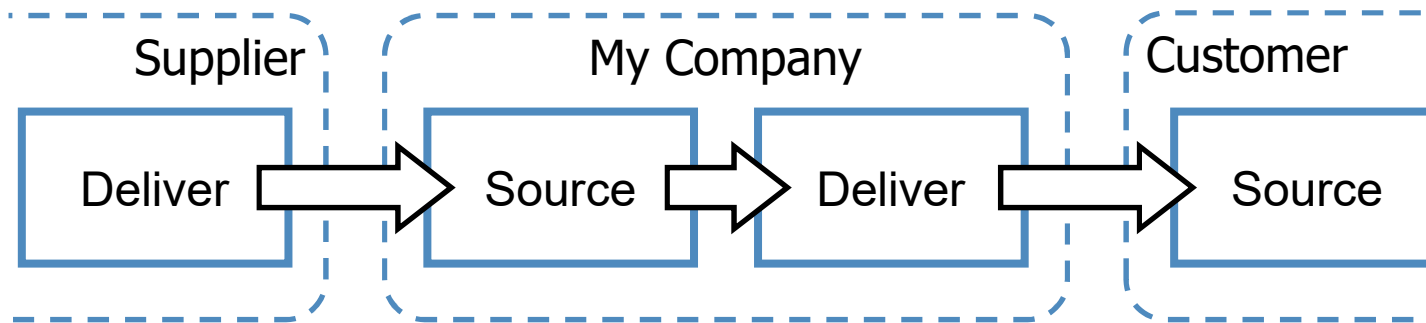 Supplier
My Company
Customer
Deliver
Source
Deliver
Source